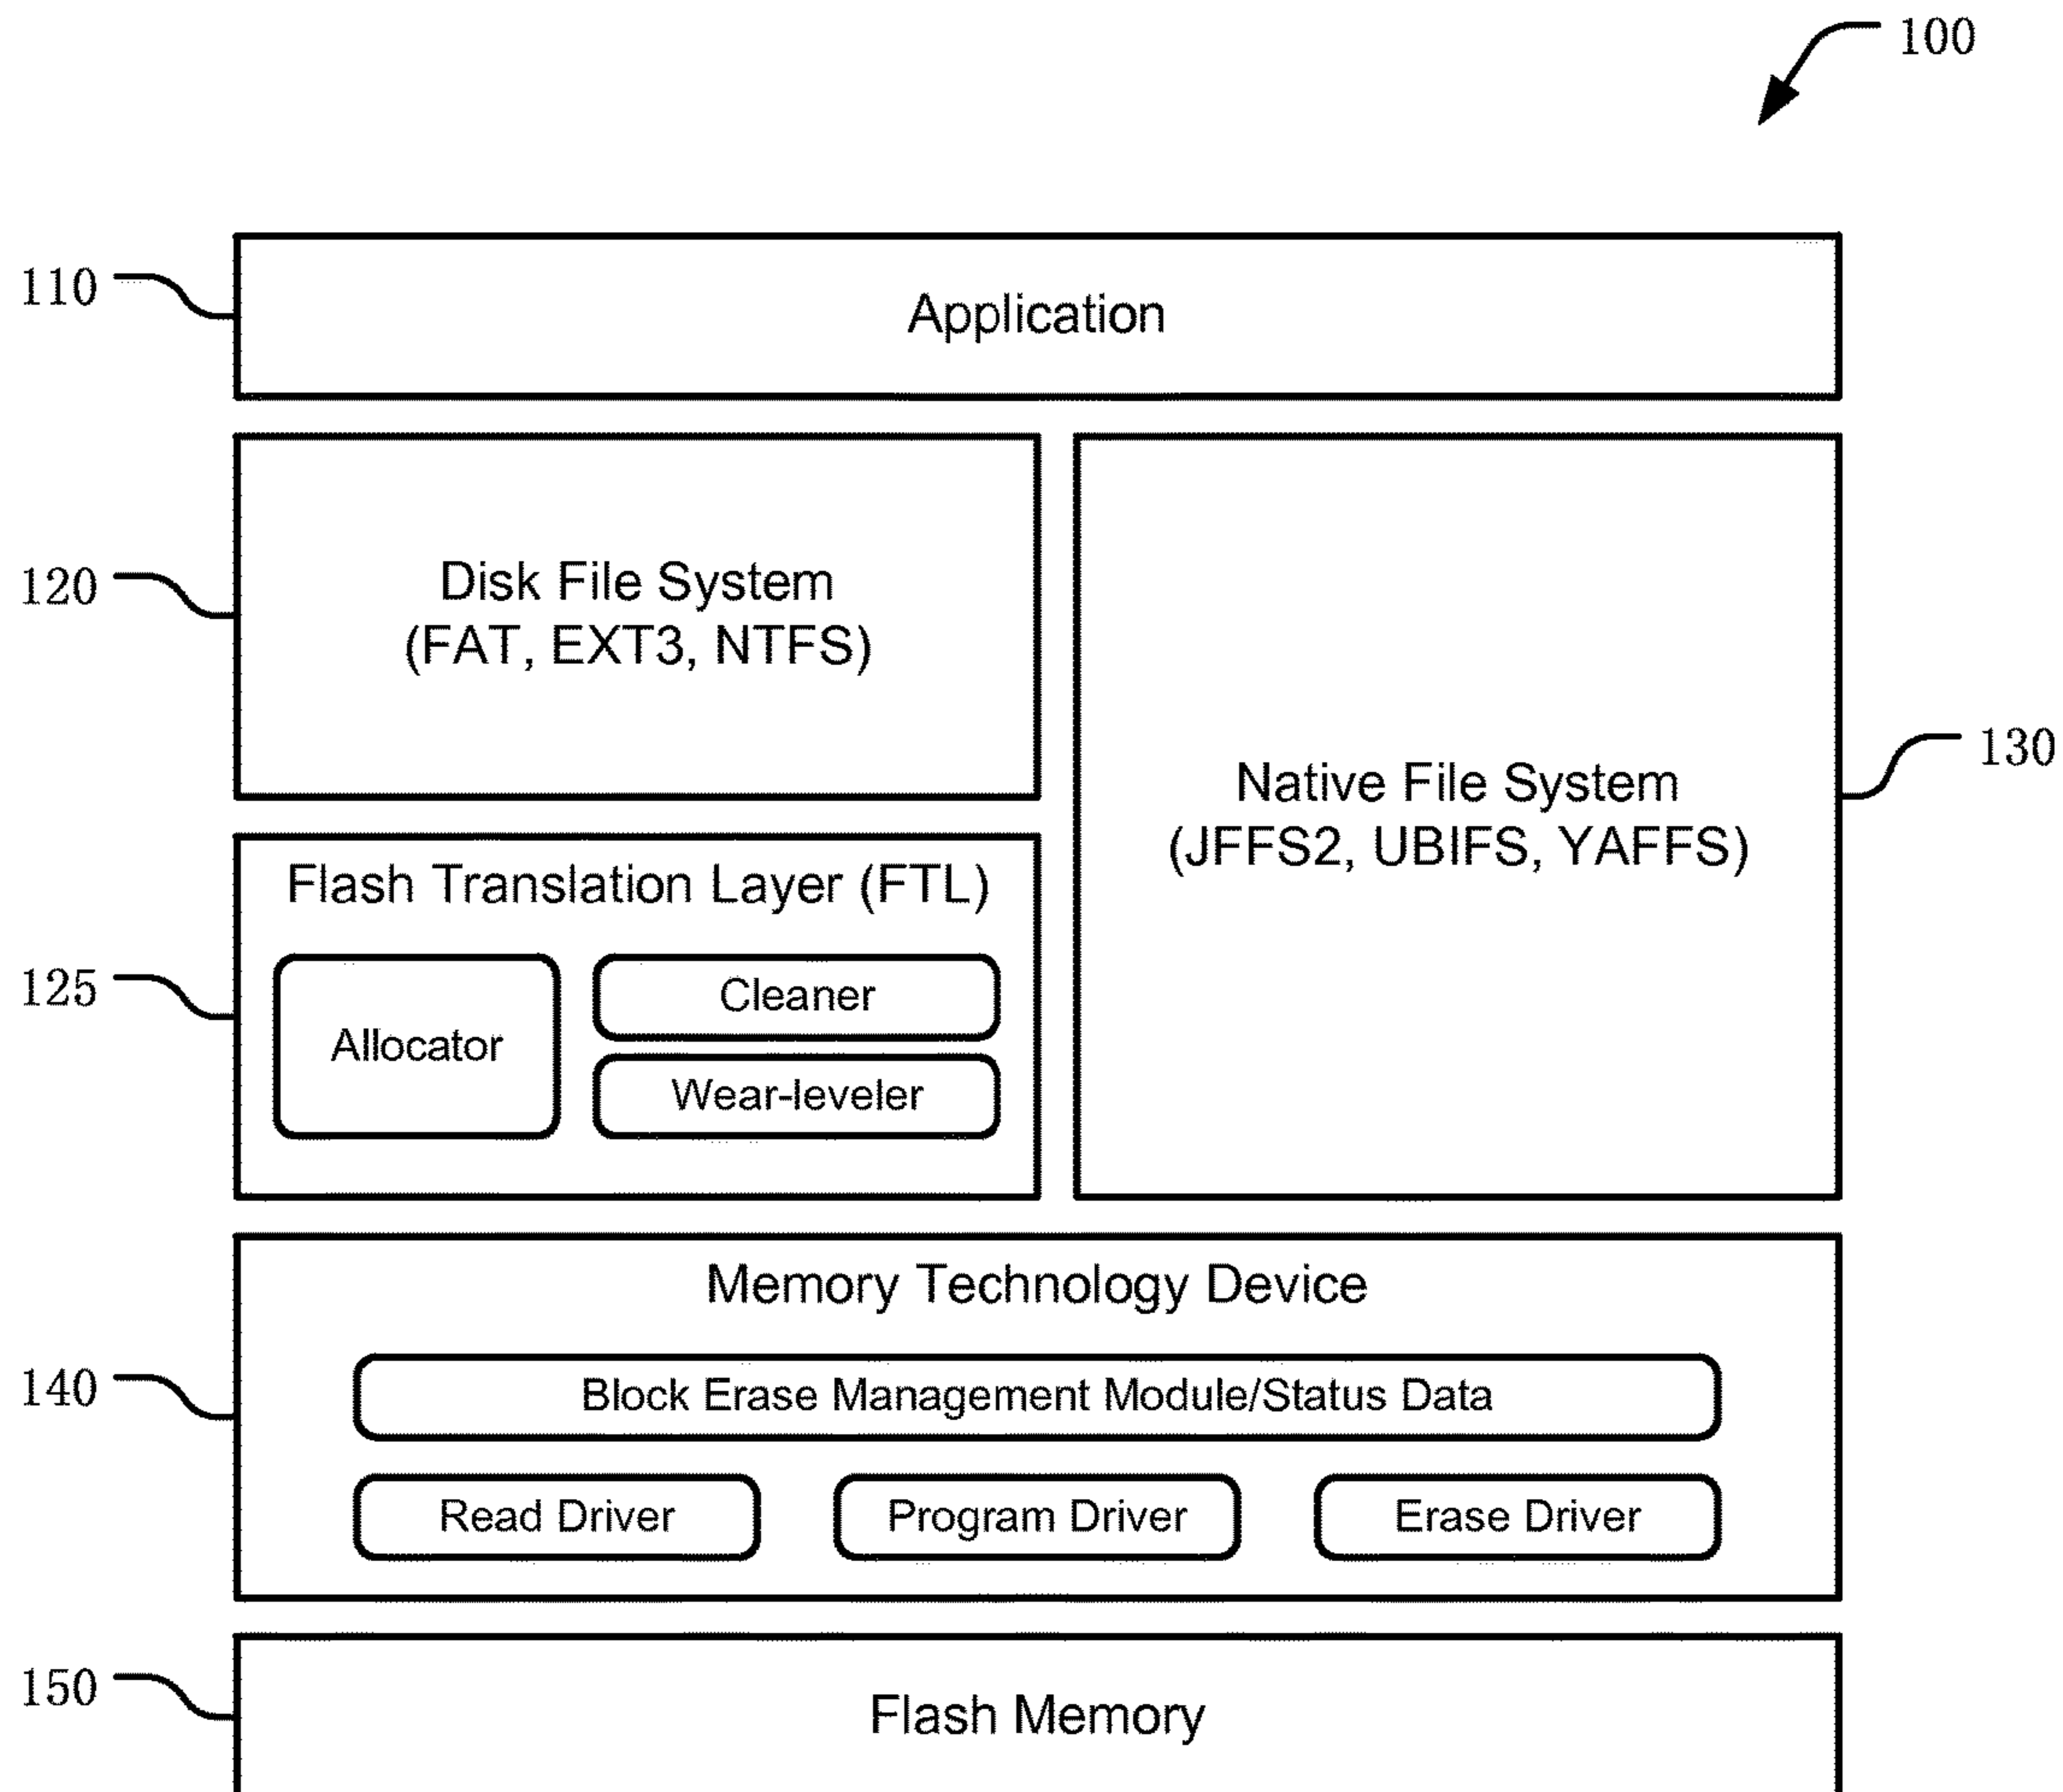 100
110
Application
120
Disk File System
(FAT, EXT3, NTFS)
130
Native File System
(JFFS2, UBIFS, YAFFS)
125
Flash Translation Layer (FTL)
Allocator
Cleaner
Wear-leveler
140
Memory Technology Device
Block Erase Management Module/Status Data
Read Driver
Program Driver
Erase Driver
150
Flash Memory